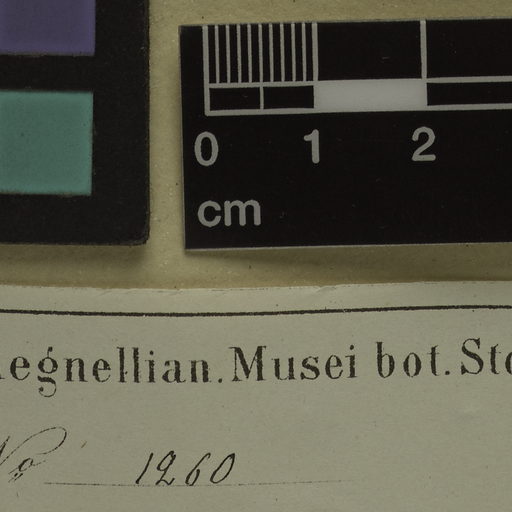 0 1 2
cm
egnellian. Musei bot. Sto
No 1260